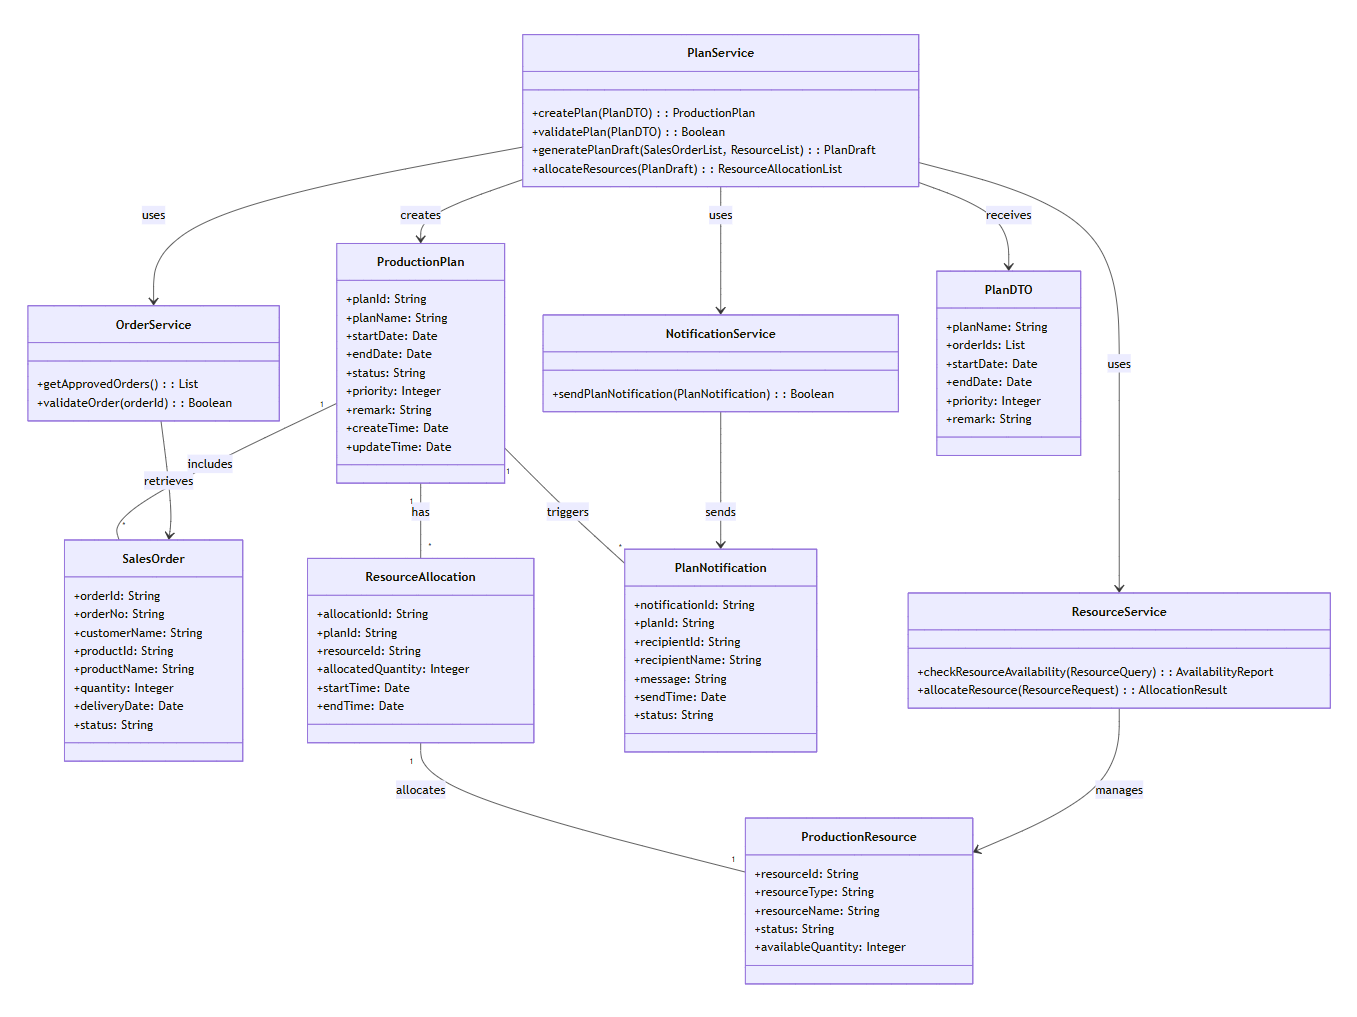 PlanService
+createPlan(PlanDTO) : : ProductionPlan
+validatePlan(PlanDTO) : : Boolean
+generatePlanDraft(SalesOrderList, ResourceList) : : PlanDraft
+allocateResources(PlanDraft) : : ResourceAllocationList
uses
creates
uses
receives
uses
ProductionPlan
+planId: String
+planName: String
+startDate: Date
+endDate: Date
+status: String
+priority: Integer
+remark: String
+createTime: Date
+updateTime: Date
PlanDTO
+planName: String
+orderIds: List
+startDate: Date
+endDate: Date
+priority: Integer
+remark: String
OrderService
+getApprovedOrders() : : List
+validateOrder(orderId) : : Boolean
NotificationService
+sendPlanNotification(PlanNotification) : : Boolean
1
includes
retrieves
*
1
has
*
1
triggers
*
sends
SalesOrder
+orderId: String
+orderNo: String
+customerName: String
+productId: String
+productName: String
+quantity: Integer
+deliveryDate: Date
+status: String
ResourceAllocation
+allocationId: String
+planId: String
+resourceId: String
+allocatedQuantity: Integer
+startTime: Date
+endTime: Date
PlanNotification
+notificationId: String
+planId: String
+recipientId: String
+recipientName: String
+message: String
+sendTime: Date
+status: String
ResourceService
+checkResourceAvailability(ResourceQuery) : : AvailabilityReport
+allocateResource(ResourceRequest) : : AllocationResult
1
allocates
1
manages
ProductionResource
+resourceId: String
+resourceType: String
+resourceName: String
+status: String
+availableQuantity: Integer